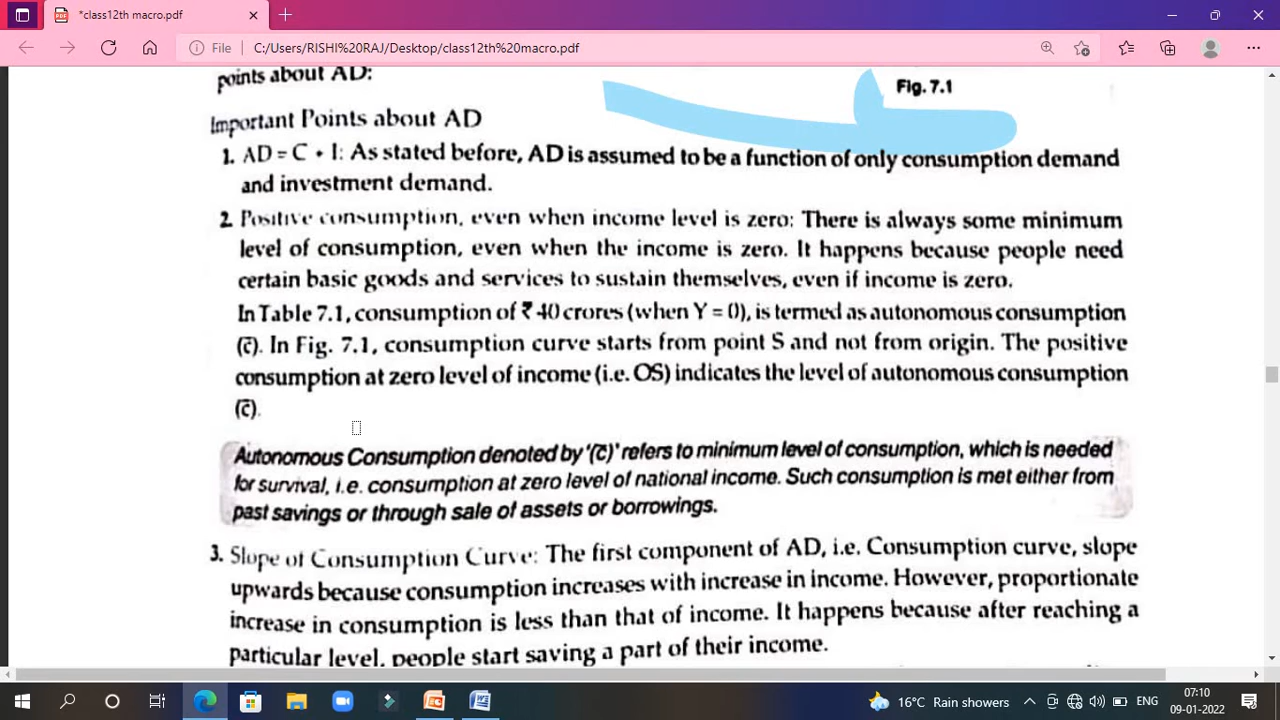 *class12th macro.pdf
File C:/Users/RISHI%20RAJ/Desktop/class12th%20macro.pdf
points about AD:
Fig. 7.1
Important Points about AD
1. AD = C + I: As stated before, AD is assumed to be a function of only consumption demand
and investment demand.
2. Positive consumption, even when income level is zero: There is always some minimum
level of consumption, even when the income is zero. It happens because people need
certain basic goods and services to sustain themselves, even if income is zero.
In Table 7.1, consumption of ₹ 40 crores (when Y = 0), is termed as autonomous consumption
(c̄). In Fig. 7.1, consumption curve starts from point S and not from origin. The positive
consumption at zero level of income (i.e. OS) indicates the level of autonomous consumption
(c̄).
Autonomous Consumption denoted by '(c̄)' refers to minimum level of consumption, which is needed
for survival, i.e. consumption at zero level of national income. Such consumption is met either from
past savings or through sale of assets or borrowings.
3. Slope of Consumption Curve: The first component of AD, i.e. Consumption curve, slope
upwards because consumption increases with increase in income. However, proportionate
increase in consumption is less than that of income. It happens because after reaching a
particular level, people start saving a part of their income.
16°C Rain showers
ENG
07:10
09-01-2022